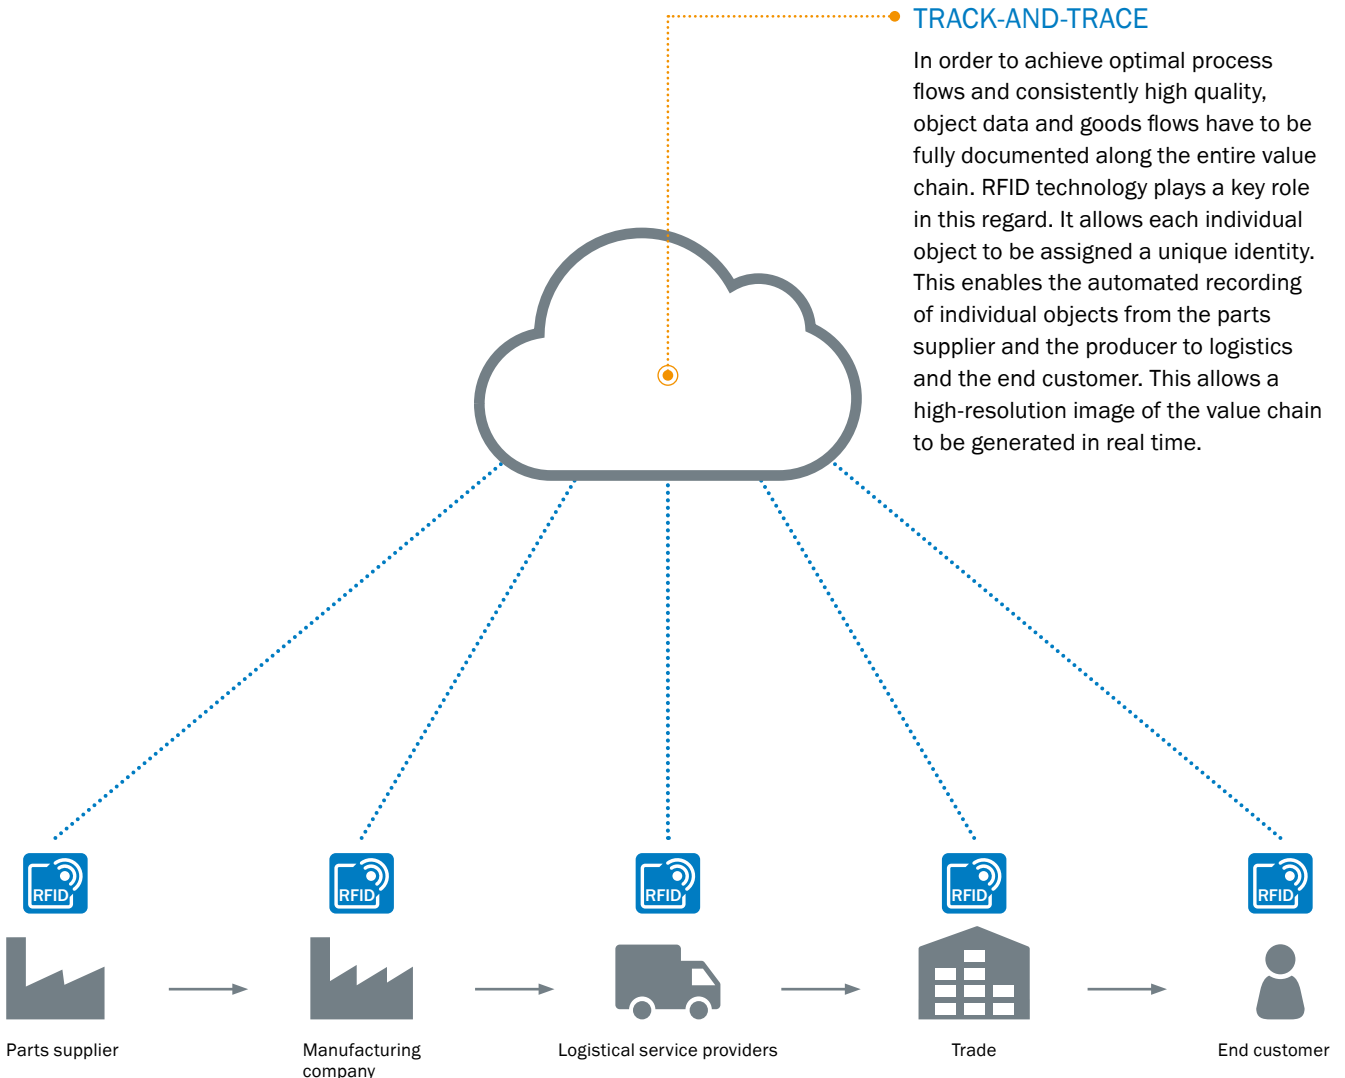 TRACK-AND-TRACE
In order to achieve optimal process
flows and consistently high quality,
object data and goods flows have to be
fully documented along the entire value
chain. RFID technology plays a key role
in this regard. It allows each individual
object to be assigned a unique identity.
This enables the automated recording
of individual objects from the parts
supplier and the producer to logistics
and the end customer. This allows a
high-resolution image of the value chain
to be generated in real time.
RFID
RFID
RFID
RFID
RFID
Parts supplier
Manufacturing
company
Logistical service providers
Trade
End customer